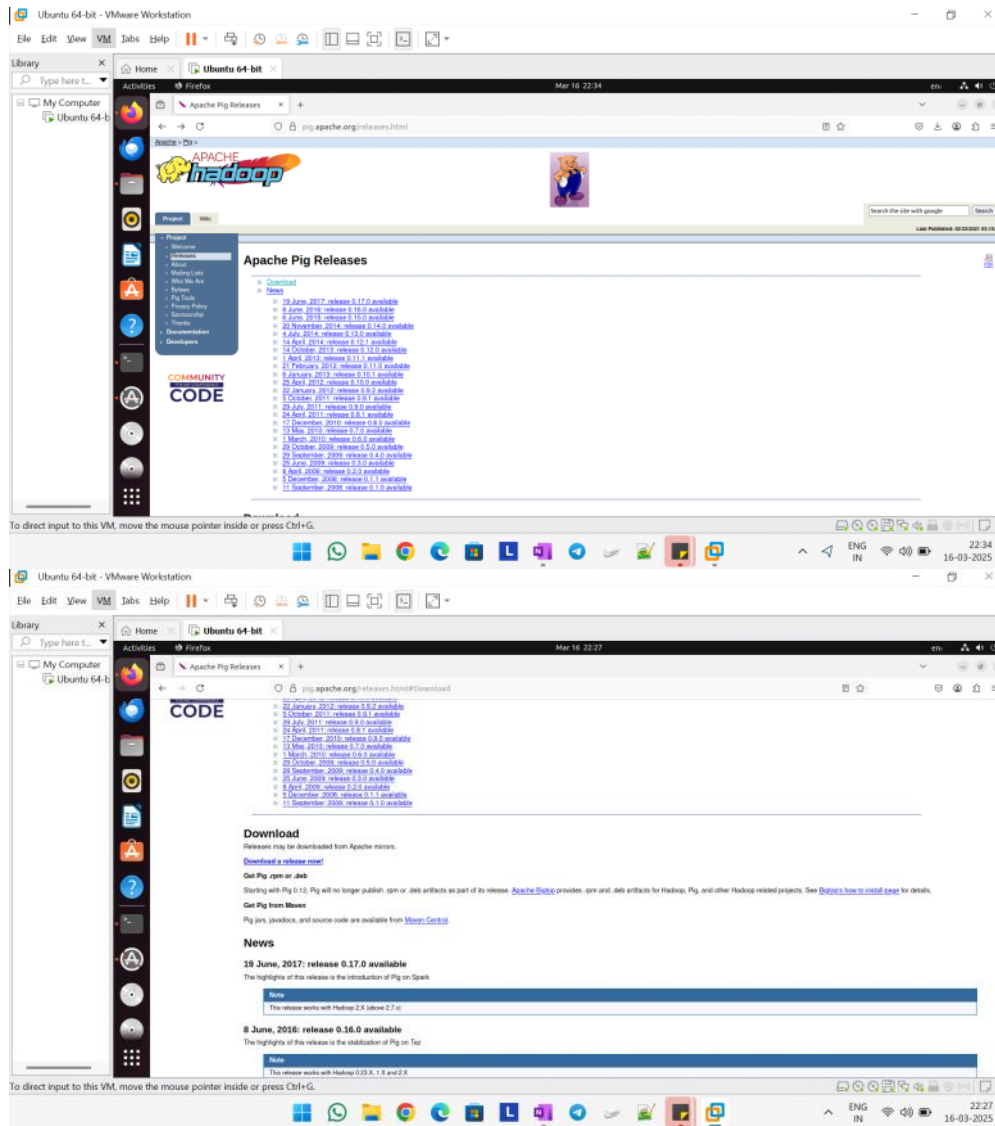 Ubuntu 64-bit - VMware Workstation
File Edit View VM Tabs Help
Library
Home
Ubuntu 64-bit
Type here t...
Activities
Firefox
Mar 16 22:34
en
My Computer
Ubuntu 64-b
Apache Pig Releases
pig.apache.org/releases.html
Apache > Pig >
APACHE
hadoop
Project
Wiki
Search the site with google
Search
Last Published: 02/23/2021 03:15
Project
Welcome
Releases
About
Mailing Lists
Who We Are
Bylaws
Pig Tools
Privacy Policy
Sponsorship
Thanks
Documentation
Developers
COMMUNITY
CODE
Apache Pig Releases
Download
News
19 June, 2017: release 0.17.0 available
8 June, 2016: release 0.16.0 available
6 June, 2015: release 0.15.0 available
20 November, 2014: release 0.14.0 available
4 July, 2014: release 0.13.0 available
14 April, 2014: release 0.12.1 available
14 October, 2013: release 0.12.0 available
1 April, 2013: release 0.11.1 available
21 February, 2013: release 0.11.0 available
6 January, 2013: release 0.10.1 available
25 April, 2012: release 0.10.0 available
22 January, 2012: release 0.9.2 available
5 October, 2011: release 0.9.1 available
29 July, 2011: release 0.9.0 available
24 April, 2011: release 0.8.1 available
17 December, 2010: release 0.8.0 available
13 May, 2010: release 0.7.0 available
1 March, 2010: release 0.6.0 available
29 October, 2009: release 0.5.0 available
29 September, 2009: release 0.4.0 available
25 June, 2009: release 0.3.0 available
8 April, 2009: release 0.2.0 available
5 December, 2008: release 0.1.1 available
11 September, 2008: release 0.1.0 available
To direct input to this VM, move the mouse pointer inside or press Ctrl+G.
ENG
IN
22:34
16-03-2025
Ubuntu 64-bit - VMware Workstation
File Edit View VM Tabs Help
Library
Home
Ubuntu 64-bit
Type here t...
Activities
Firefox
Mar 16 22:27
en
My Computer
Ubuntu 64-b
Apache Pig Releases
pig.apache.org/releases.html#Download
CODE
22 January, 2012: release 0.9.2 available
5 October, 2011: release 0.9.1 available
29 July, 2011: release 0.9.0 available
24 April, 2011: release 0.8.1 available
17 December, 2010: release 0.8.0 available
13 May, 2010: release 0.7.0 available
1 March, 2010: release 0.6.0 available
29 October, 2009: release 0.5.0 available
29 September, 2009: release 0.4.0 available
25 June, 2009: release 0.3.0 available
8 April, 2009: release 0.2.0 available
5 December, 2008: release 0.1.1 available
11 September, 2008: release 0.1.0 available
Download
Releases may be downloaded from Apache mirrors.
Download a release now!
Get Pig .rpm or .deb
Starting with Pig 0.12, Pig will no longer publish .rpm or .deb artifacts as part of its release. Apache Bigtop provides .rpm and .deb artifacts for Hadoop, Pig, and other Hadoop related projects. See Bigtop's how to install page for details.
Get Pig from Maven
Pig jars, javadocs, and source code are available from Maven Central.
News
19 June, 2017: release 0.17.0 available
The highlights of this release is the introduction of Pig on Spark
Note
This release works with Hadoop 2.X (above 2.7.x)
8 June, 2016: release 0.16.0 available
The highlights of this release is the stabilization of Pig on Tez
Note
This release works with Hadoop 0.23.X, 1.X and 2.X
To direct input to this VM, move the mouse pointer inside or press Ctrl+G.
ENG
IN
22:27
16-03-2025